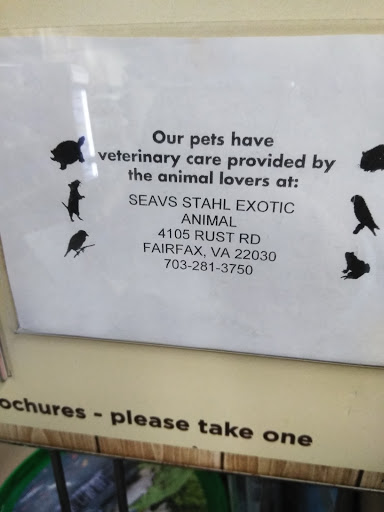 Our pets have
veterinary care provided by
the animal lovers at:
SEAVS STAHL EXOTIC
ANIMAL
4105 RUST RD
FAIRFAX, VA 22030
703-281-3750
ochures - please take one